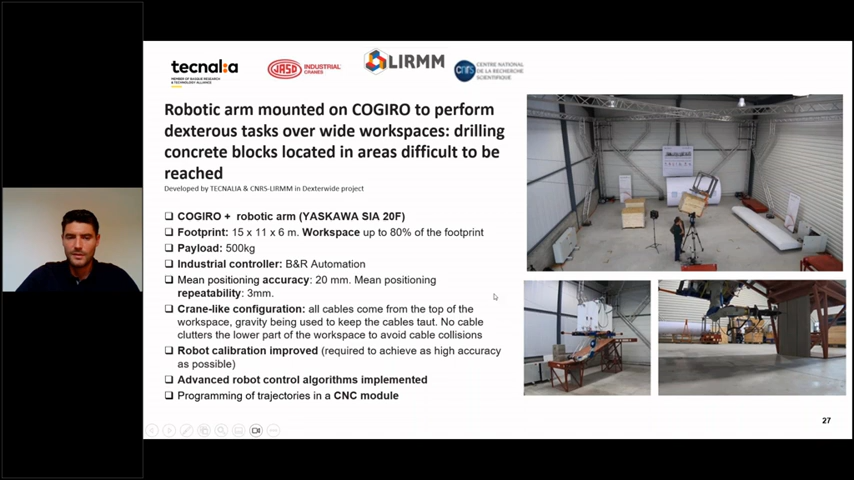 tecnal:a
MEMBER OF BASQUE RESEARCH
& TECHNOLOGY ALLIANCE
JASO INDUSTRIAL
CRANES
LIRMM
cnrs
CENTRE NATIONAL
DE LA RECHERCHE
SCIENTIFIQUE
Robotic arm mounted on COGIRO to perform
dexterous tasks over wide workspaces: drilling
concrete blocks located in areas difficult to be
reached
Developed by TECNALIA & CNRS-LIRMM in Dexterwide project
❑ COGIRO + robotic arm (YASKAWA SIA 20F)
❑ Footprint: 15 x 11 x 6 m. Workspace up to 80% of the footprint
❑ Payload: 500kg
❑ Industrial controller: B&R Automation
❑ Mean positioning accuracy: 20 mm. Mean positioning
repeatability: 3mm.
❑ Crane-like configuration: all cables come from the top of the
workspace, gravity being used to keep the cables taut. No cable
clutters the lower part of the workspace to avoid cable collisions
❑ Robot calibration improved (required to achieve as high accuracy
as possible)
❑ Advanced robot control algorithms implemented
❑ Programming of trajectories in a CNC module
27